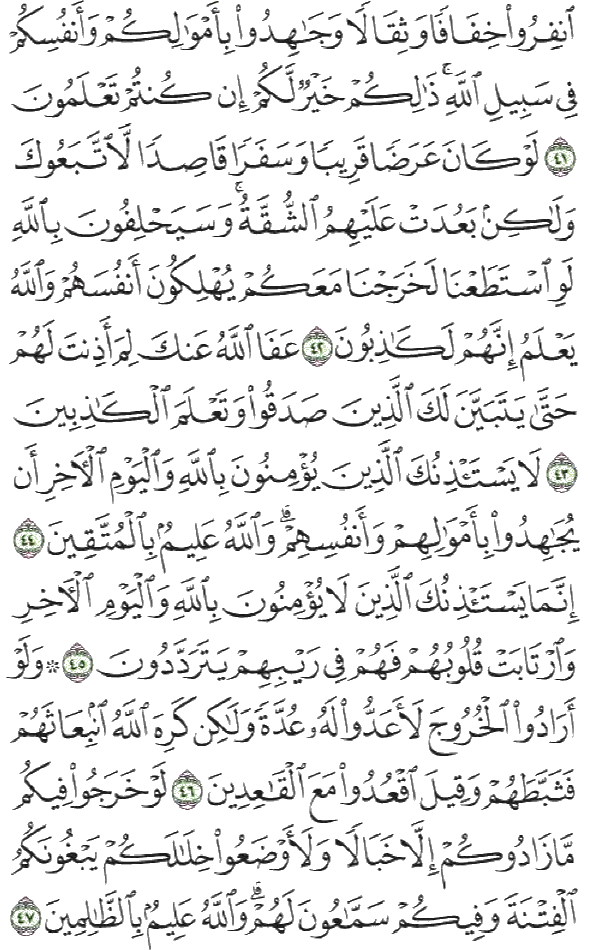 ٱنفِرُوا۟ خِفَافًا وَثِقَالًا وَجَـٰهِدُوا۟ بِأَمْوَٰلِكُمْ وَأَنفُسِكُمْ
فِى سَبِيلِ ٱللَّهِ ۚ ذَٰلِكُمْ خَيْرٌ لَّكُمْ إِن كُنتُمْ تَعْلَمُونَ
٤١ لَوْ كَانَ عَرَضًا قَرِيبًا وَسَفَرًا قَاصِدًا لَّٱتَّبَعُوكَ
وَلَـٰكِنۢ بَعُدَتْ عَلَيْهِمُ ٱلشُّقَّةُ ۚ وَسَيَحْلِفُونَ بِٱللَّهِ
لَوِ ٱسْتَطَعْنَا لَخَرَجْنَا مَعَكُمْ يُهْلِكُونَ أَنفُسَهُمْ وَٱللَّهُ
يَعْلَمُ إِنَّهُمْ لَكَـٰذِبُونَ ٤٢ عَفَا ٱللَّهُ عَنكَ لِمَ أَذِنتَ لَهُمْ
حَتَّىٰ يَتَبَيَّنَ لَكَ ٱلَّذِينَ صَدَقُوا۟ وَتَعْلَمَ ٱلْكَـٰذِبِينَ
٤٣ لَا يَسْتَـْٔذِنُكَ ٱلَّذِينَ يُؤْمِنُونَ بِٱللَّهِ وَٱلْيَوْمِ ٱلْـَٔاخِرِ أَن
يُجَـٰهِدُوا۟ بِأَمْوَٰلِهِمْ وَأَنفُسِهِمْ ۗ وَٱللَّهُ عَلِيمٌۢ بِٱلْمُتَّقِينَ ٤٤
إِنَّمَا يَسْتَـْٔذِنُكَ ٱلَّذِينَ لَا يُؤْمِنُونَ بِٱللَّهِ وَٱلْيَوْمِ ٱلْـَٔاخِرِ
وَٱرْتَابَتْ قُلُوبُهُمْ فَهُمْ فِى رَيْبِهِمْ يَتَرَدَّدُونَ ٤٥ ۞ وَلَوْ
أَرَادُوا۟ ٱلْخُرُوجَ لَأَعَدُّوا۟ لَهُۥ عُدَّةً وَلَـٰكِن كَرِهَ ٱللَّهُ ٱنۢبِعَاثَهُمْ
فَثَبَّطَهُمْ وَقِيلَ ٱقْعُدُوا۟ مَعَ ٱلْقَـٰعِدِينَ ٤٦ لَوْ خَرَجُوا۟ فِيكُم
مَّا زَادُوكُمْ إِلَّا خَبَالًا وَلَأَوْضَعُوا۟ خِلَـٰلَكُمْ يَبْغُونَكُمُ
ٱلْفِتْنَةَ وَفِيكُمْ سَمَّـٰعُونَ لَهُمْ ۗ وَٱللَّهُ عَلِيمٌۢ بِٱلظَّـٰلِمِينَ ٤٧